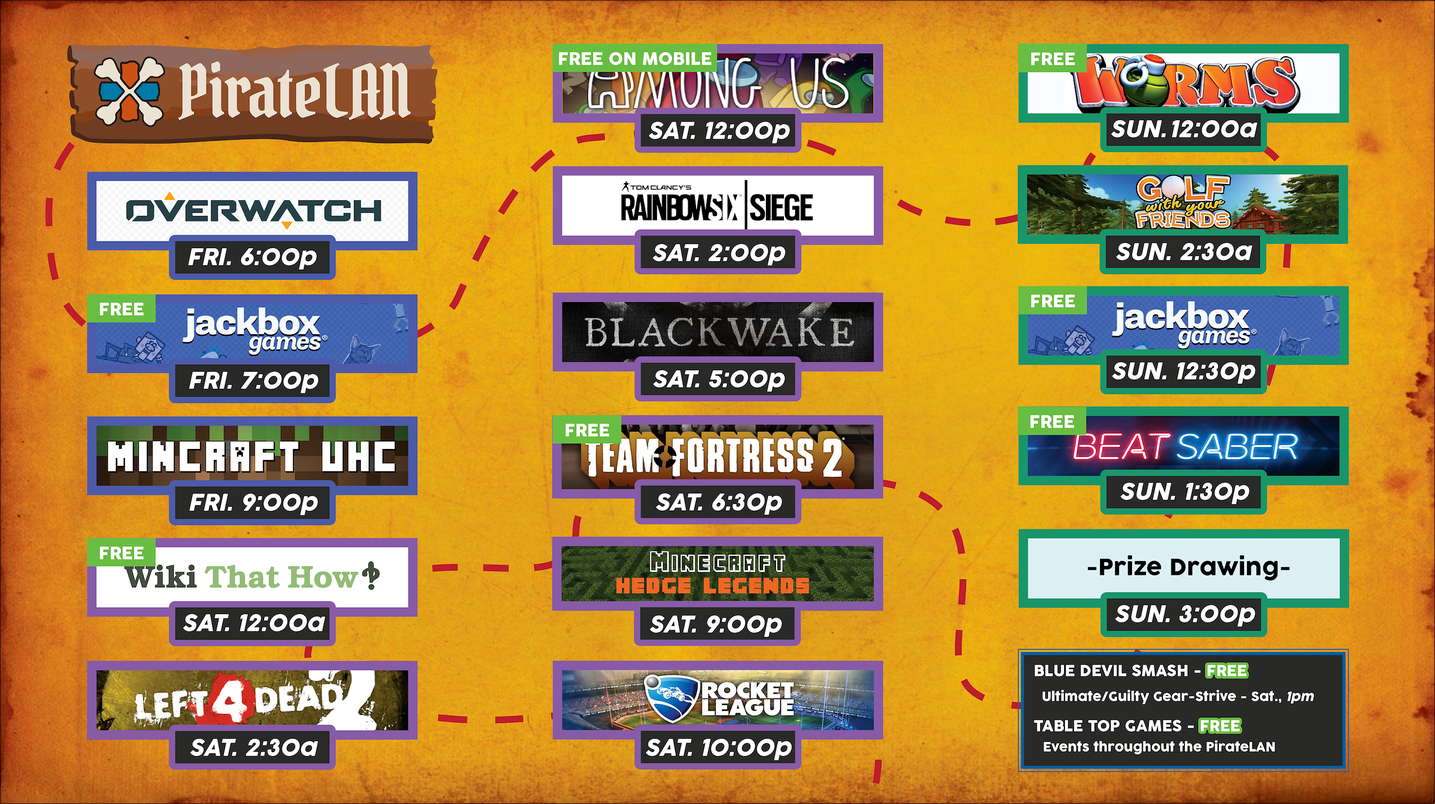 PirateLAN
OVERWATCH
FRI. 6:00p
FREE
jackbox
games®
FRI. 7:00p
MINCRAFT UHC
FRI. 9:00p
FREE
Wiki That How‽
SAT. 12:00a
LEFT 4 DEAD 2
SAT. 2:30a
FREE ON MOBILE
AMONG US
SAT. 12:00p
TOM CLANCY'S
RAINBOW SIX | SIEGE
SAT. 2:00p
BLACKWAKE
SAT. 5:00p
FREE
TEAM FORTRESS 2
SAT. 6:30p
MINECRAFT
HEDGE LEGENDS
SAT. 9:00p
ROCKET
LEAGUE
SAT. 10:00p
FREE
WORMS
SUN. 12:00a
GOLF
with your
FRIENDS
SUN. 2:30a
FREE
jackbox
games®
SUN. 12:30p
FREE
BEAT SABER
SUN. 1:30p
-Prize Drawing-
SUN. 3:00p
BLUE DEVIL SMASH - FREE
Ultimate/Guilty Gear-Strive - Sat., 1pm
TABLE TOP GAMES - FREE
Events throughout the PirateLAN